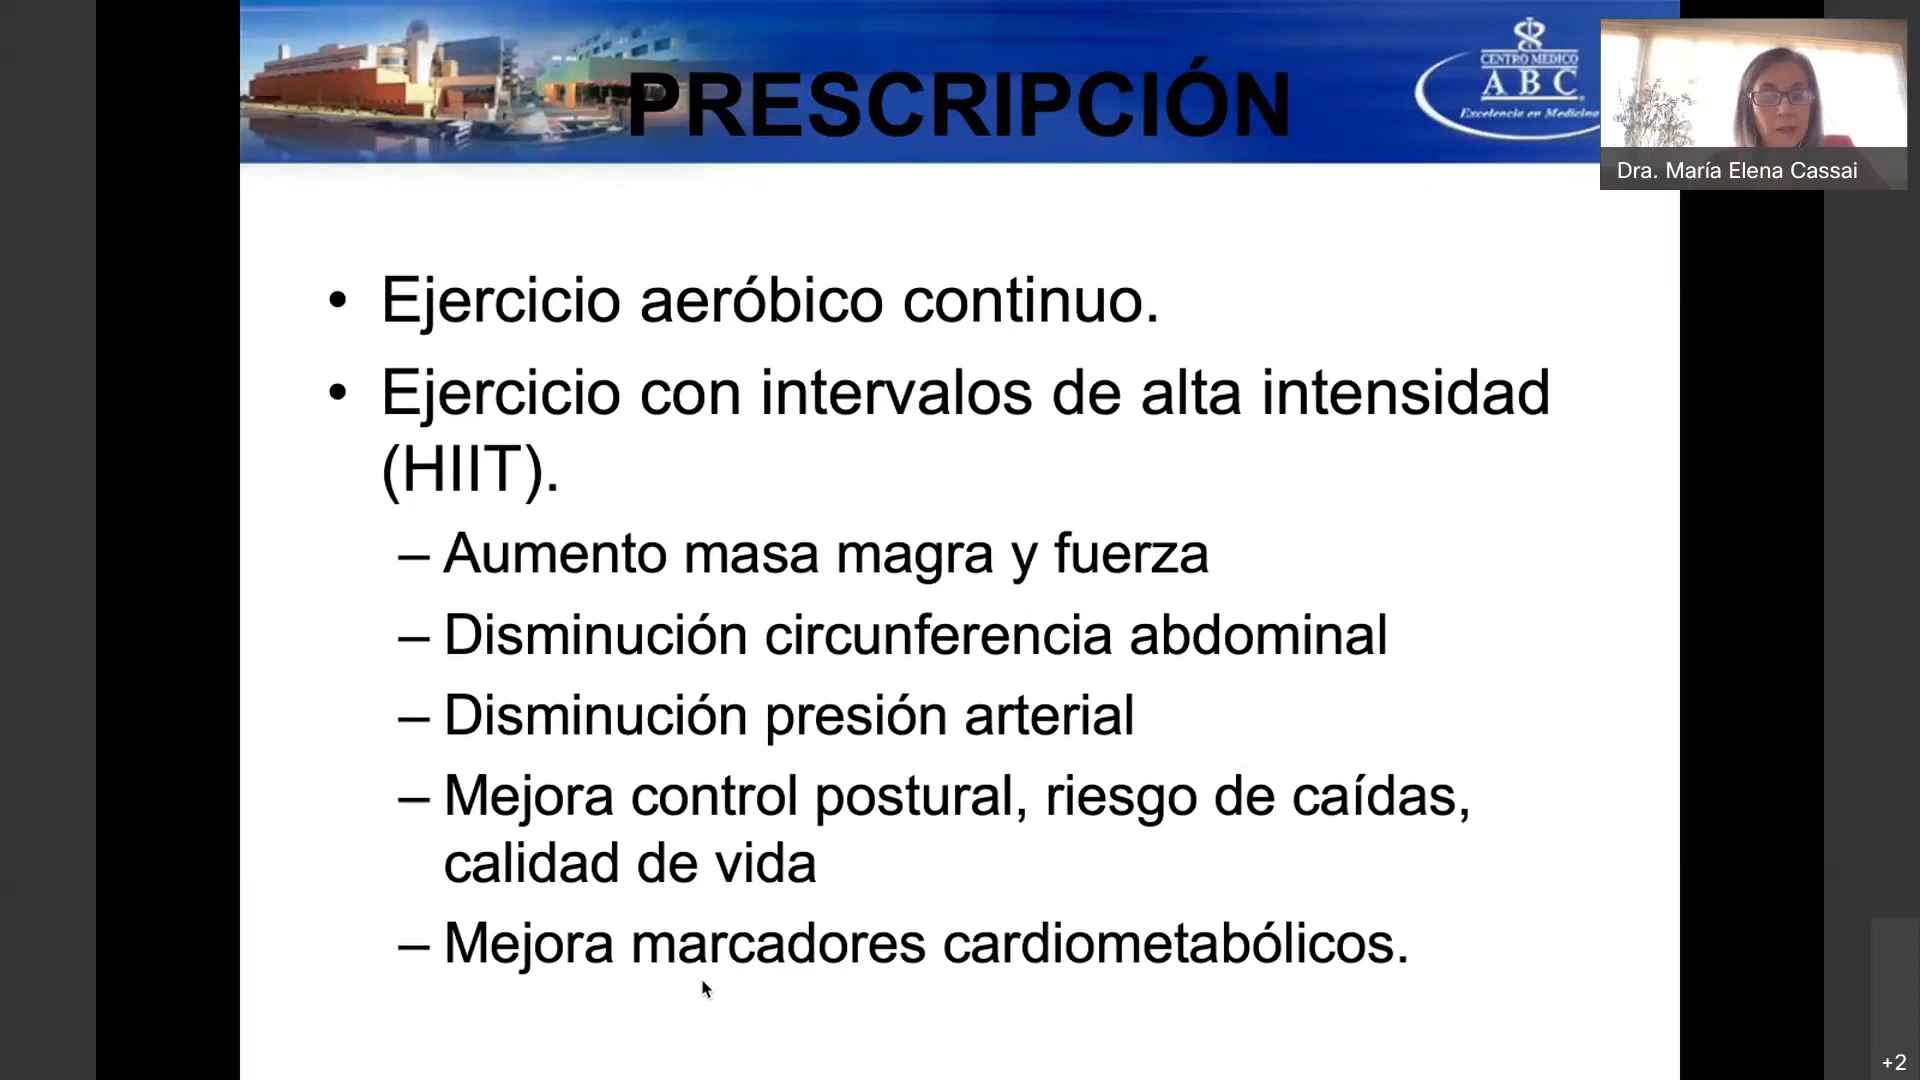 PRESCRIPCIÓN
CENTRO MEDICO
ABC
Excelencia en Medicina
Dra. María Elena Cassai
• Ejercicio aeróbico continuo.
• Ejercicio con intervalos de alta intensidad
(HIIT).
– Aumento masa magra y fuerza
– Disminución circunferencia abdominal
– Disminución presión arterial
– Mejora control postural, riesgo de caídas,
calidad de vida
– Mejora marcadores cardiometabólicos.
+2